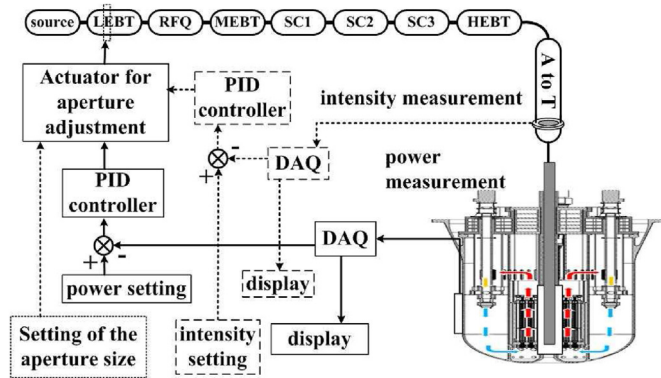 source LEBT RFQ MEBT SC1 SC2 SC3 HEBT
A to T
Actuator for
aperture
adjustment
PID
controller
intensity measurement
-
+
DAQ
power
measurement
PID
controller
+
-
DAQ
power setting
display
Setting of the
aperture size
intensity
setting
display